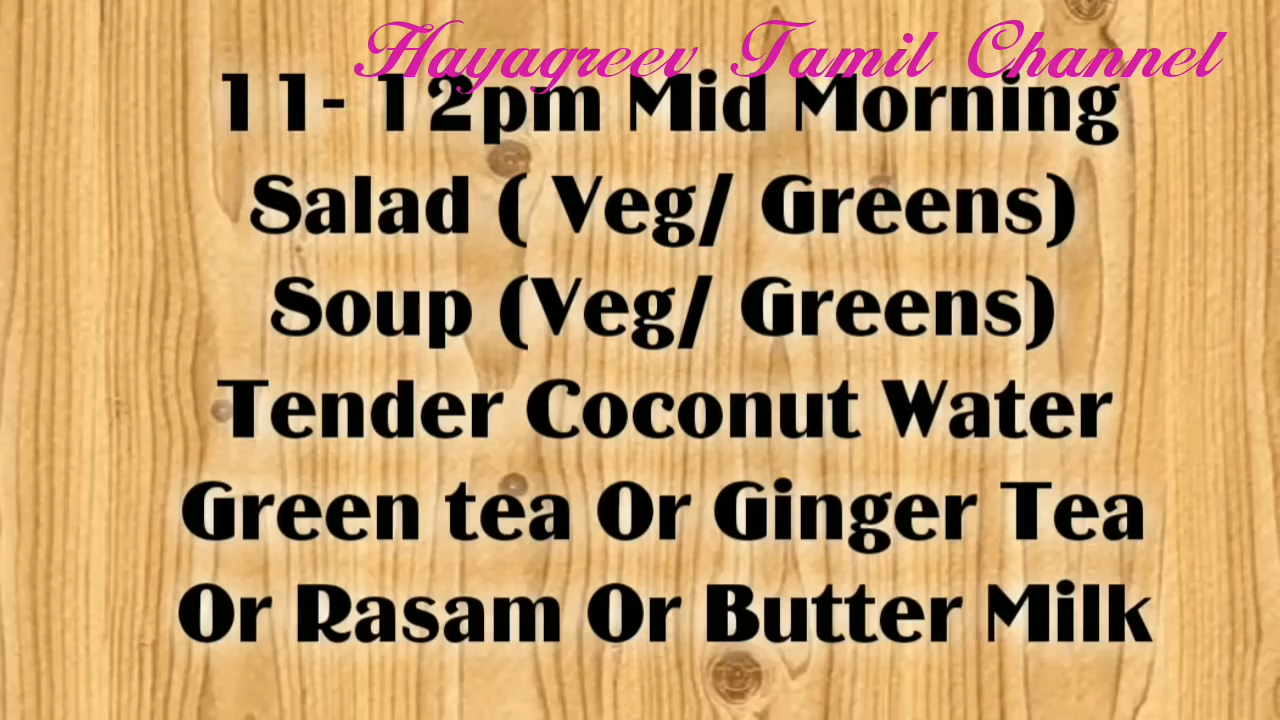 Hayagreev Tamil Channel
11- 12pm Mid Morning
Salad ( Veg/ Greens)
Soup (Veg/ Greens)
Tender Coconut Water
Green tea Or Ginger Tea
Or Rasam Or Butter Milk